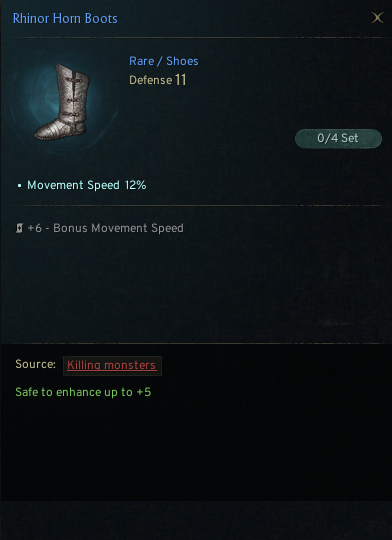 Rhinor Horn Boots
Rare / Shoes
Defense 11
0/4 Set
• Movement Speed 12%
+6 - Bonus Movement Speed
Source: Killing monsters
Safe to enhance up to +5